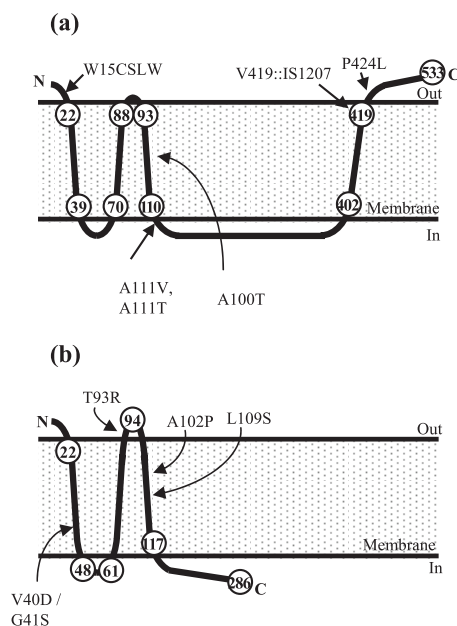 (a)
W15CSLW
N
V419::IS1207
P424L
533
C
Out
22
88
93
419
39
70
110
402
Membrane
In
A111V,
A111T
A100T
(b)
T93R
94
A102P
L109S
N
Out
22
117
Membrane
48
61
In
286
C
V40D /
G41S